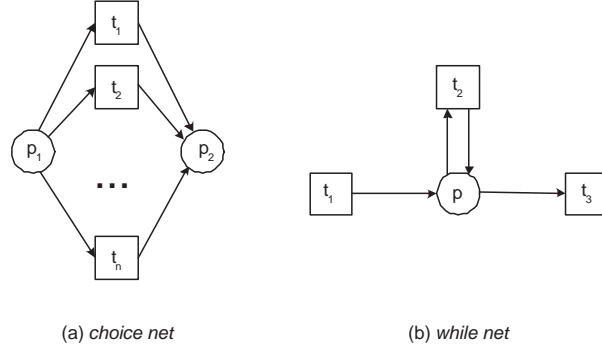 t1
t2
p1
p2
...
tn
(a) choice net
t2
t1
p
t3
(b) while net